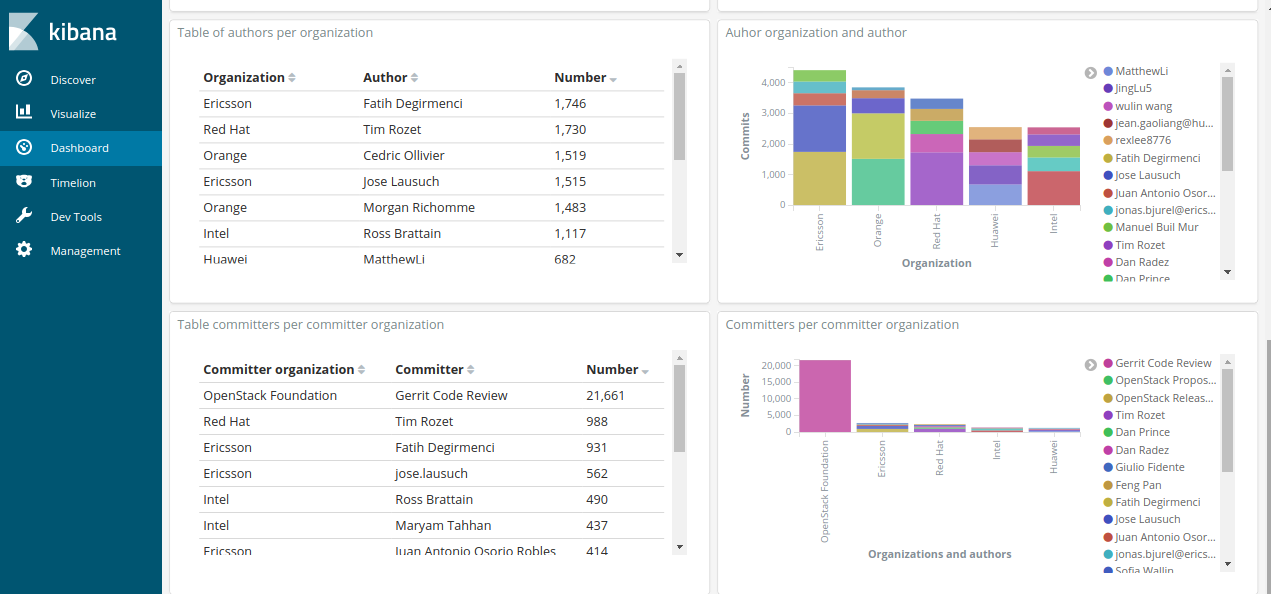 kibana
Discover
Visualize
Dashboard
Timelion
Dev Tools
Management
Table of authors per organization
Organization Author Number
Ericsson Fatih Degirmenci 1,746
Red Hat Tim Rozet 1,730
Orange Cedric Ollivier 1,519
Ericsson Jose Lausuch 1,515
Orange Morgan Richomme 1,483
Intel Ross Brattain 1,117
Huawei MatthewLi 682
Auhor organization and author
4,000
3,000
2,000
1,000
0
Commits
Ericsson
Orange
Red Hat
Huawei
Intel
Organization
MatthewLi
JingLu5
wulin wang
jean.gaoliang@hu...
rexlee8776
Fatih Degirmenci
Jose Lausuch
Juan Antonio Osor...
jonas.bjurel@erics...
Manuel Buil Mur
Tim Rozet
Dan Radez
Dan Prince
Table committers per committer organization
Committer organization Committer Number
OpenStack Foundation Gerrit Code Review 21,661
Red Hat Tim Rozet 988
Ericsson Fatih Degirmenci 931
Ericsson jose.lausuch 562
Intel Ross Brattain 490
Intel Maryam Tahhan 437
Ericsson Juan Antonio Osorio Robles 414
Committers per committer organization
20,000
15,000
10,000
5,000
0
Number
OpenStack Foundation
Ericsson
Red Hat
Intel
Huawei
Organizations and authors
Gerrit Code Review
OpenStack Propos...
OpenStack Releas...
Tim Rozet
Dan Prince
Dan Radez
Giulio Fidente
Feng Pan
Fatih Degirmenci
Jose Lausuch
Juan Antonio Osor...
jonas.bjurel@erics...
Sofia Wallin